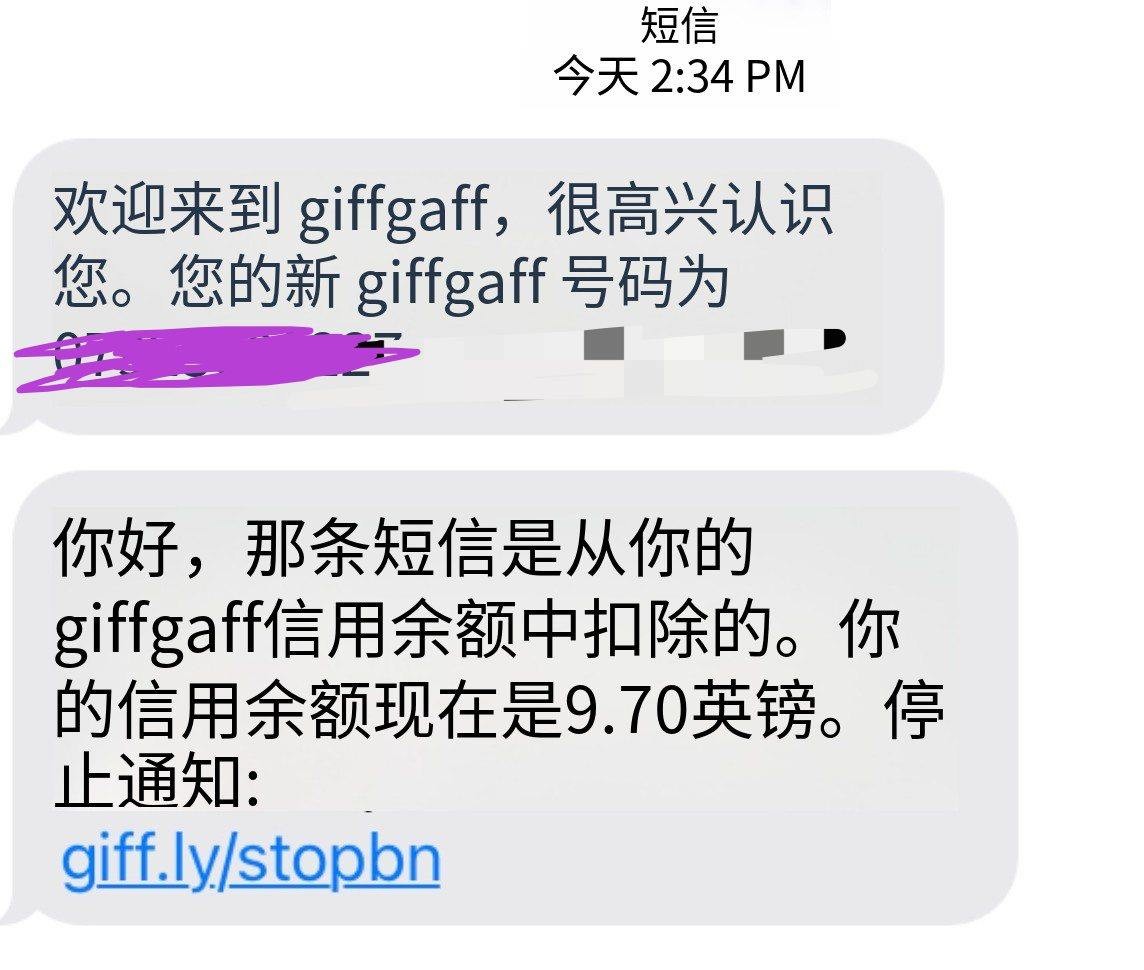 短信
今天 2:34 PM
欢迎来到 giffgaff，很高兴认识
您。您的新 giffgaff 号码为
你好，那条短信是从你的
giffgaff信用余额中扣除的。你
的信用余额现在是9.70英镑。停
止通知:
giff.ly/stopbn